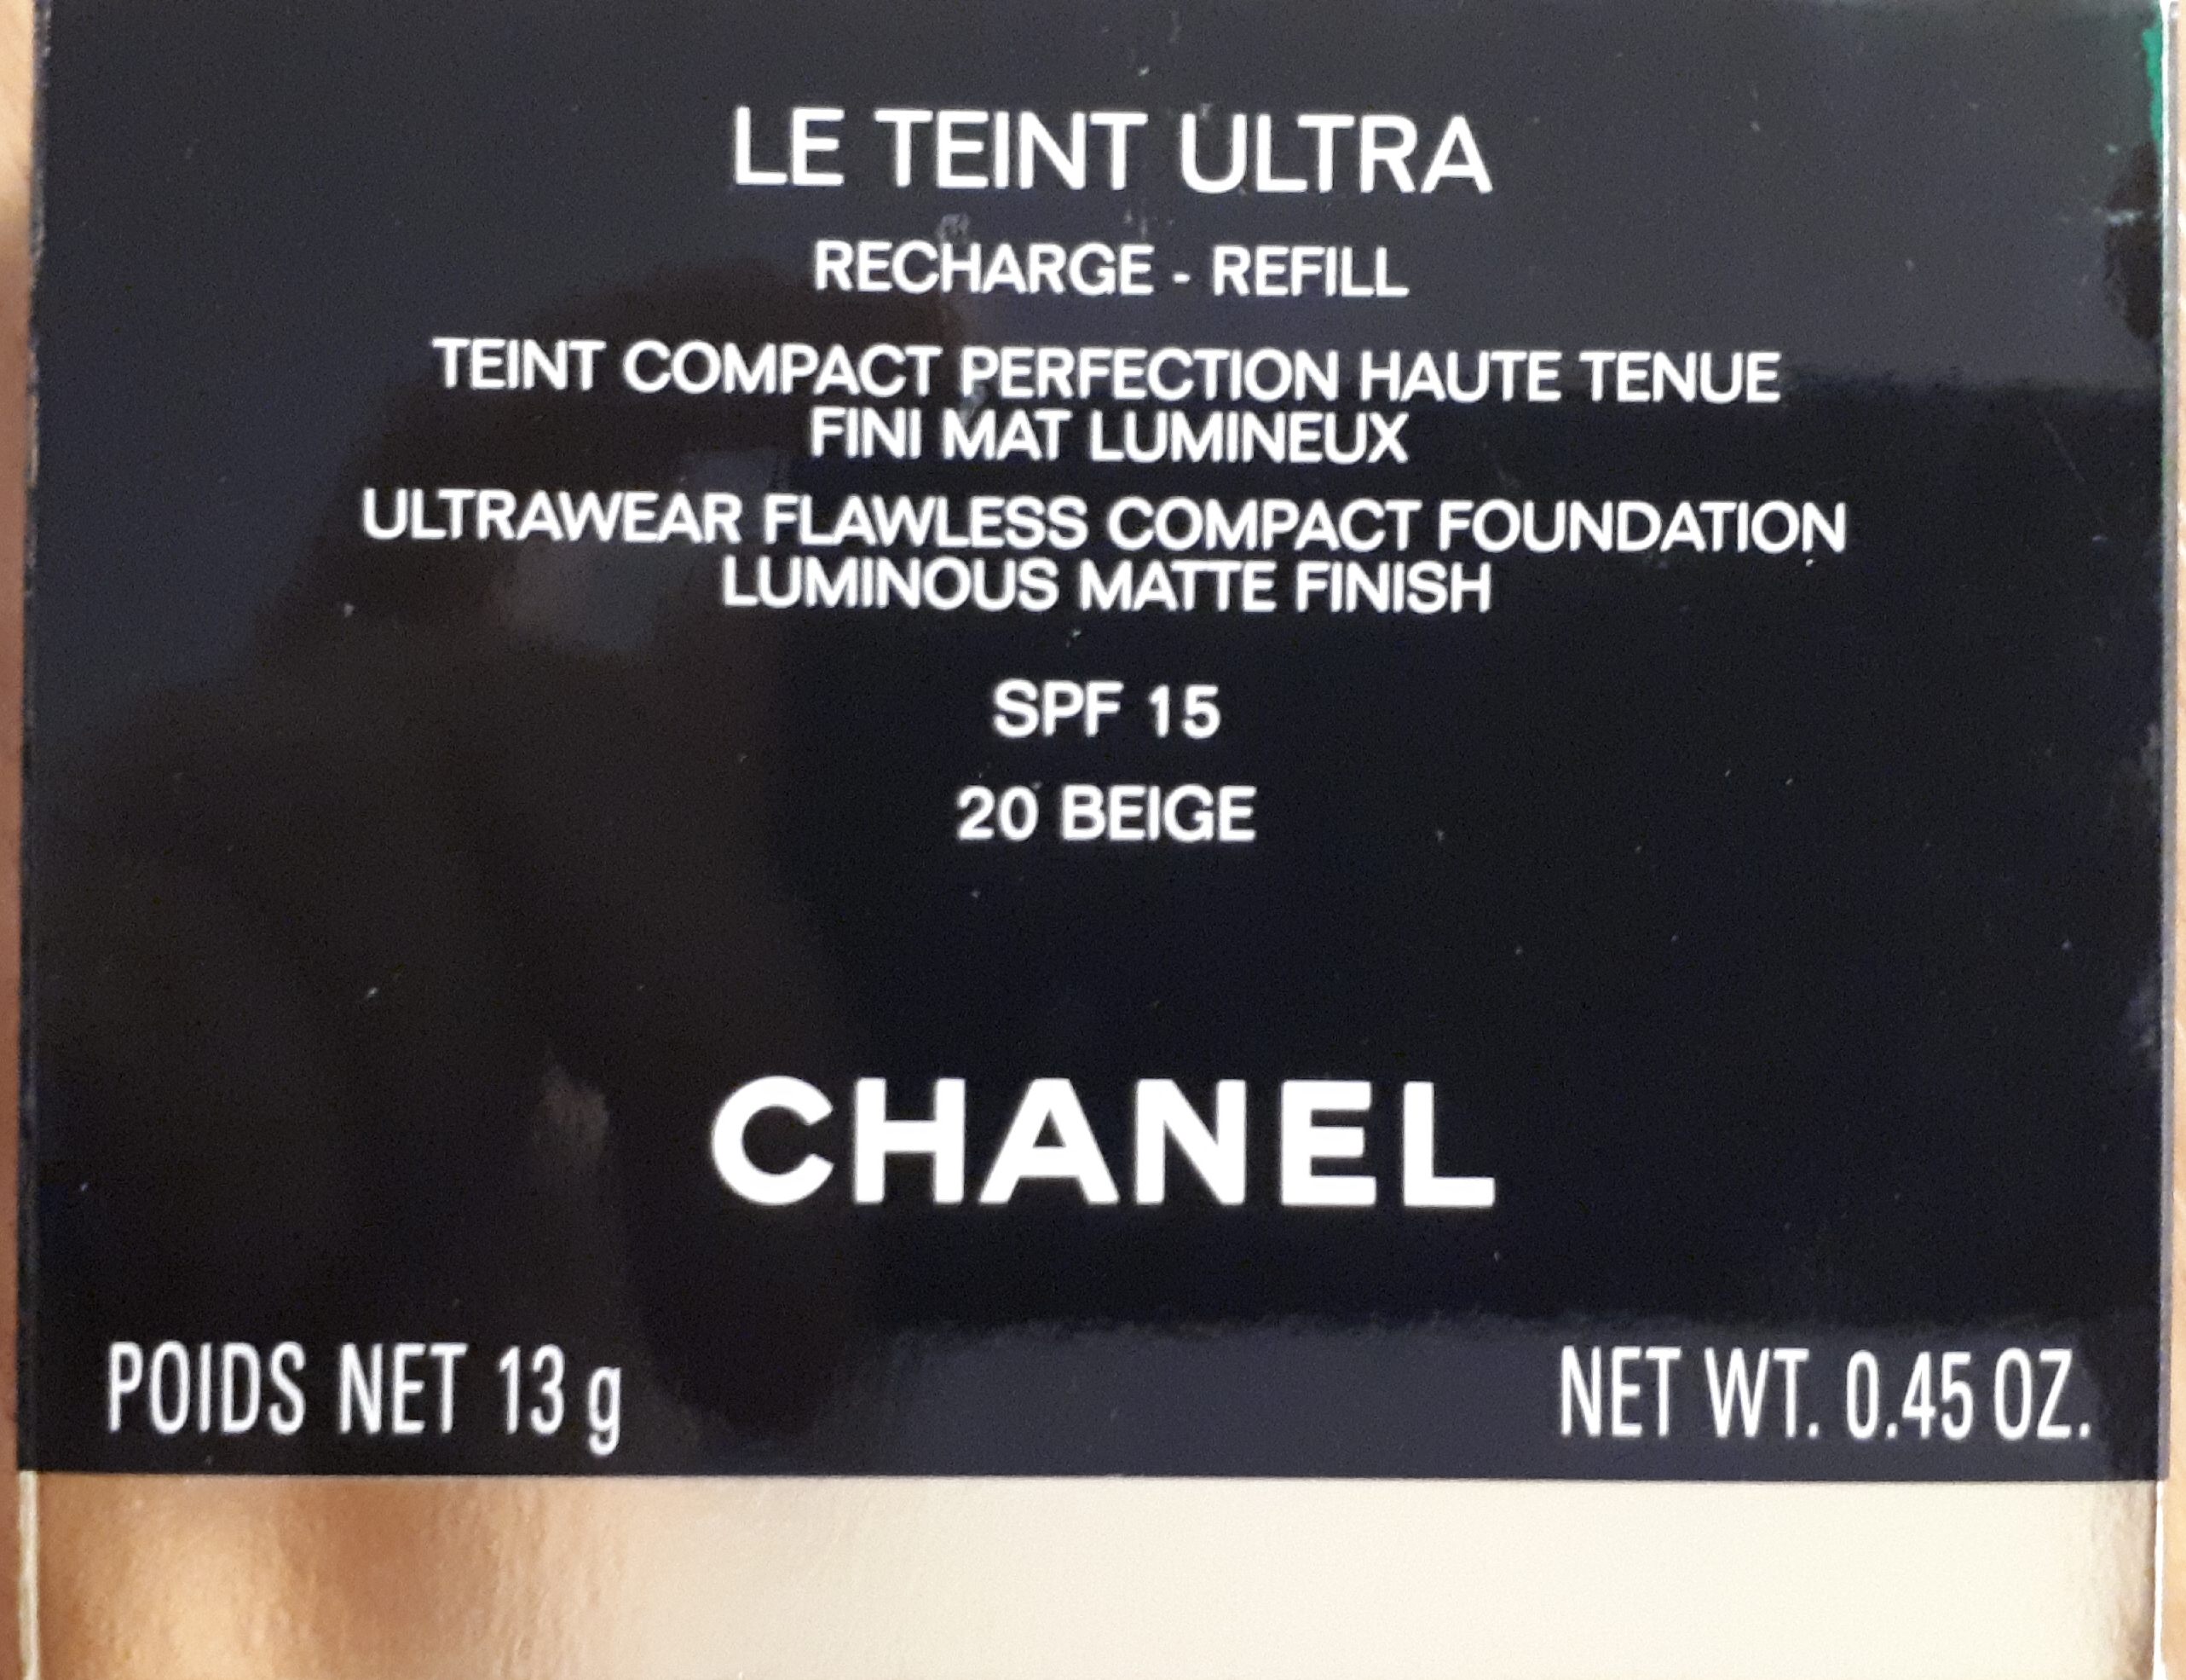 LE TEINT ULTRA
RECHARGE - REFILL
TEINT COMPACT PERFECTION HAUTE TENUE
FINI MAT LUMINEUX
ULTRAWEAR FLAWLESS COMPACT FOUNDATION
LUMINOUS MATTE FINISH
SPF 15
20 BEIGE
CHANEL
POIDS NET 13 g
NET WT. 0.45 OZ.